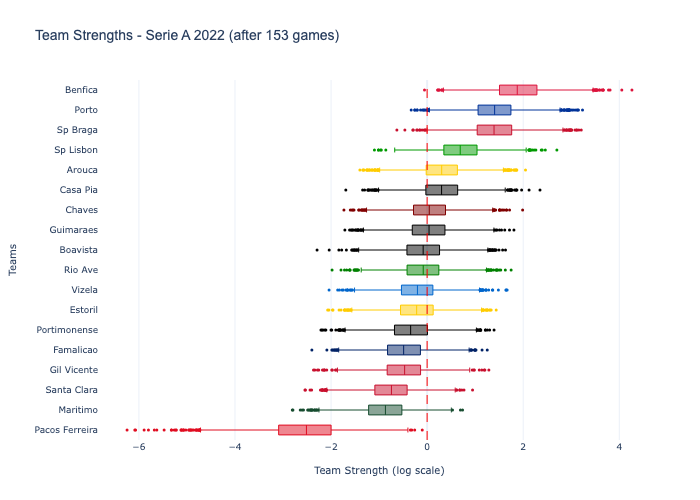 Team Strengths - Serie A 2022 (after 153 games)
Benfica
Porto
Sp Braga
Sp Lisbon
Arouca
Casa Pia
Chaves
Guimaraes
Boavista
Rio Ave
Vizela
Estoril
Portimonense
Famalicao
Gil Vicente
Santa Clara
Maritimo
Pacos Ferreira
Teams
−6 −4 −2 0 2 4
Team Strength (log scale)